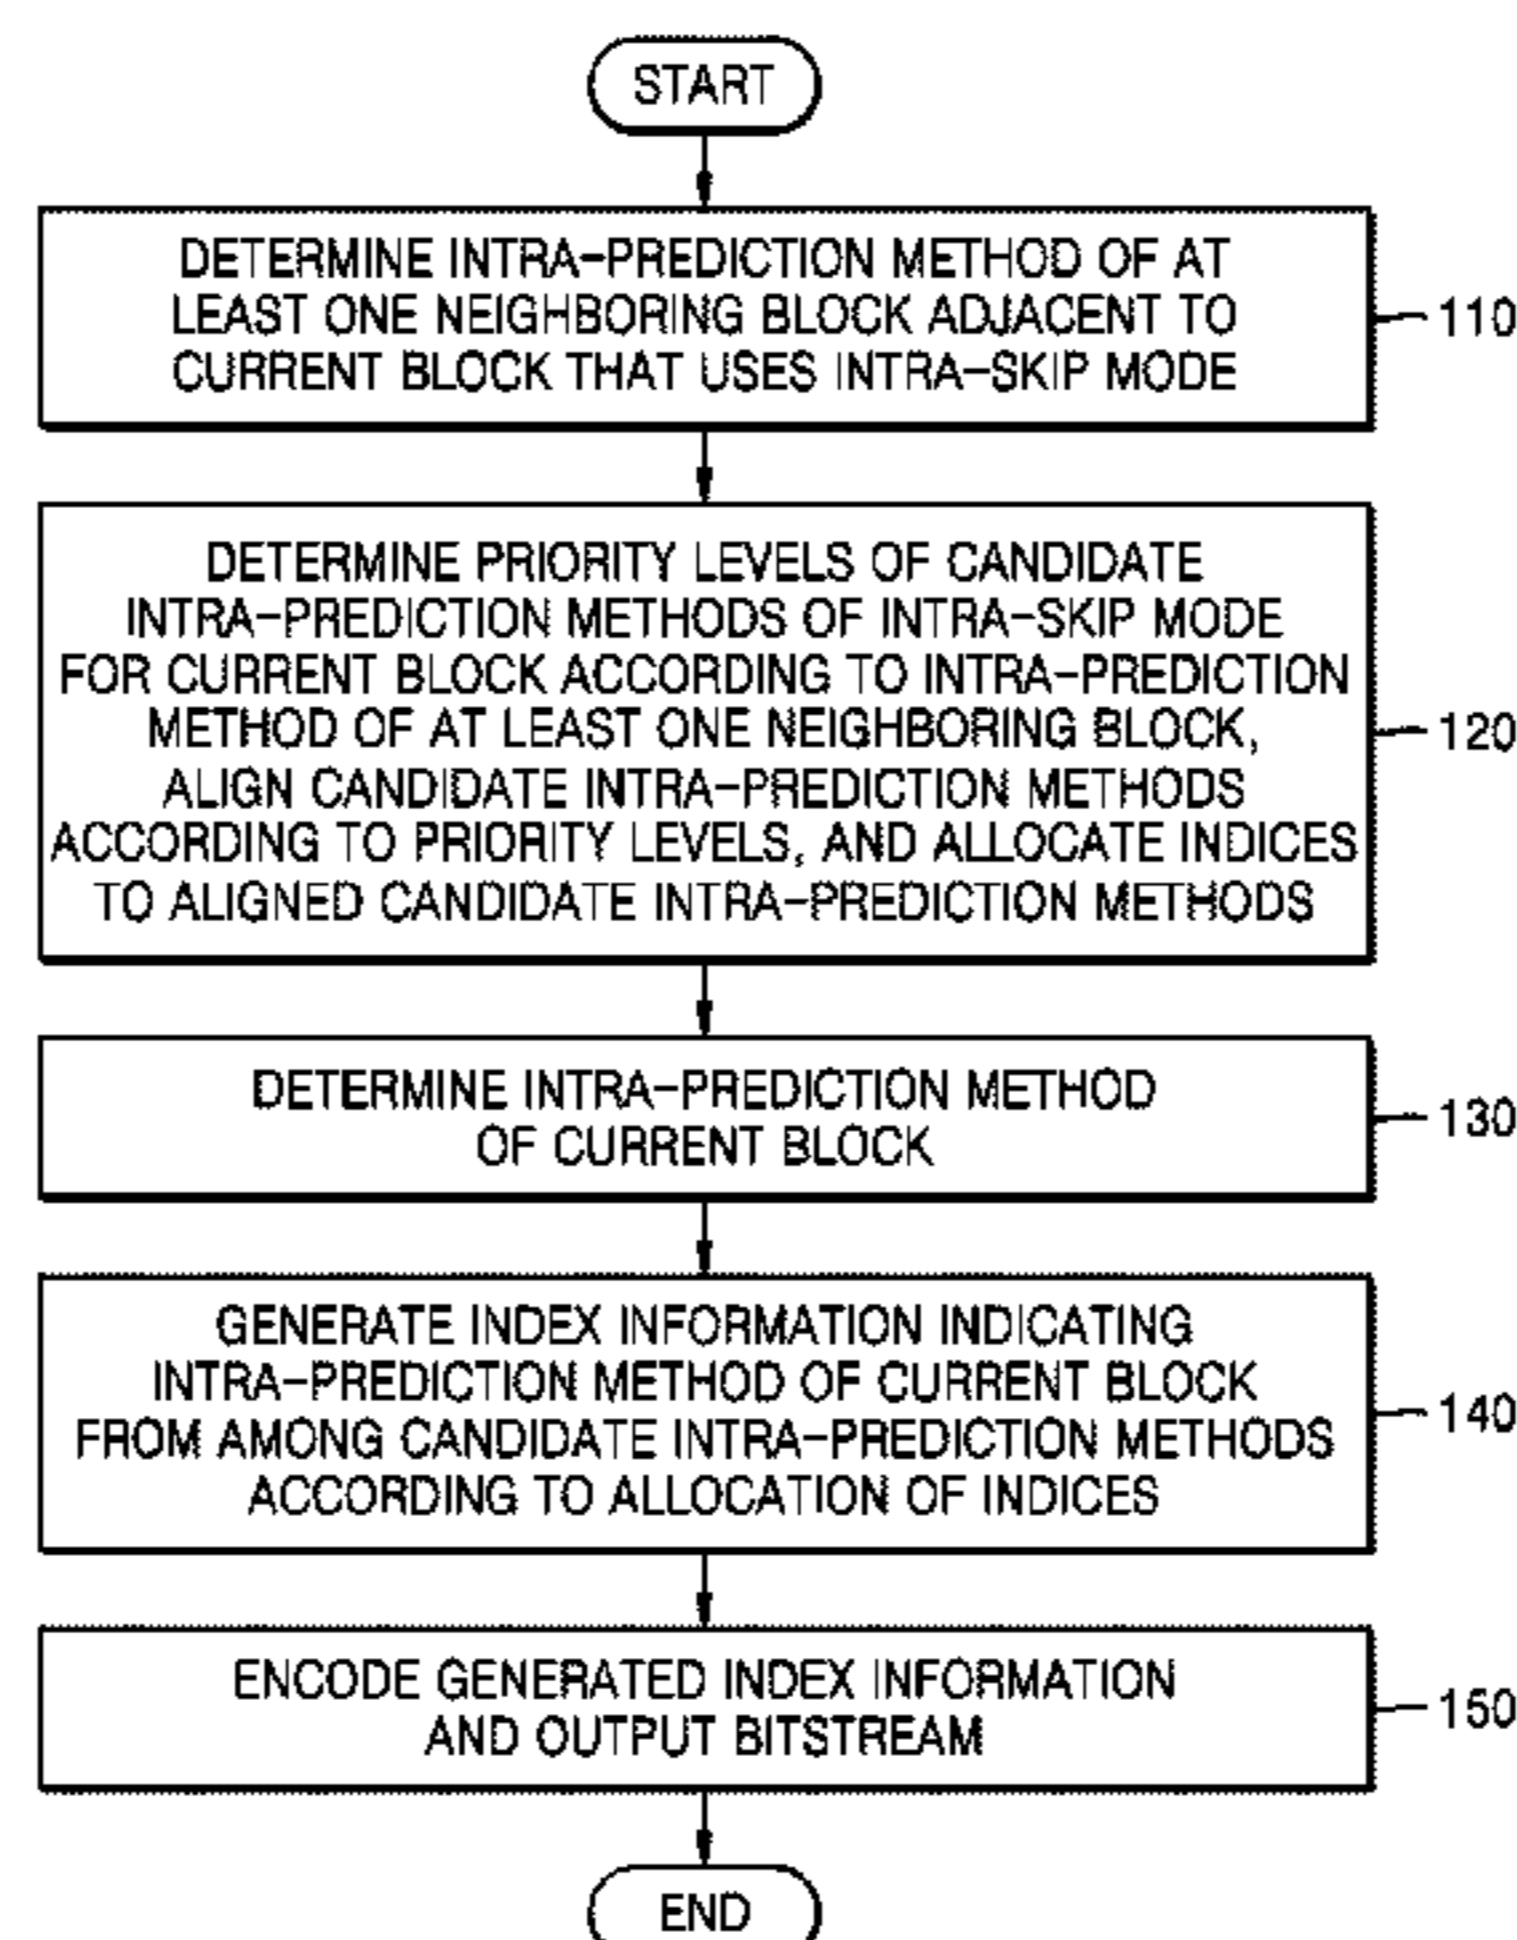 START
DETERMINE INTRA-PREDICTION METHOD OF AT
LEAST ONE NEIGHBORING BLOCK ADJACENT TO
CURRENT BLOCK THAT USES INTRA-SKIP MODE
110
DETERMINE PRIORITY LEVELS OF CANDIDATE
INTRA-PREDICTION METHODS OF INTRA-SKIP MODE
FOR CURRENT BLOCK ACCORDING TO INTRA-PREDICTION
METHOD OF AT LEAST ONE NEIGHBORING BLOCK,
ALIGN CANDIDATE INTRA-PREDICTION METHODS
ACCORDING TO PRIORITY LEVELS, AND ALLOCATE INDICES
TO ALIGNED CANDIDATE INTRA-PREDICTION METHODS
120
DETERMINE INTRA-PREDICTION METHOD
OF CURRENT BLOCK
130
GENERATE INDEX INFORMATION INDICATING
INTRA-PREDICTION METHOD OF CURRENT BLOCK
FROM AMONG CANDIDATE INTRA-PREDICTION METHODS
ACCORDING TO ALLOCATION OF INDICES
140
ENCODE GENERATED INDEX INFORMATION
AND OUTPUT BITSTREAM
150
END